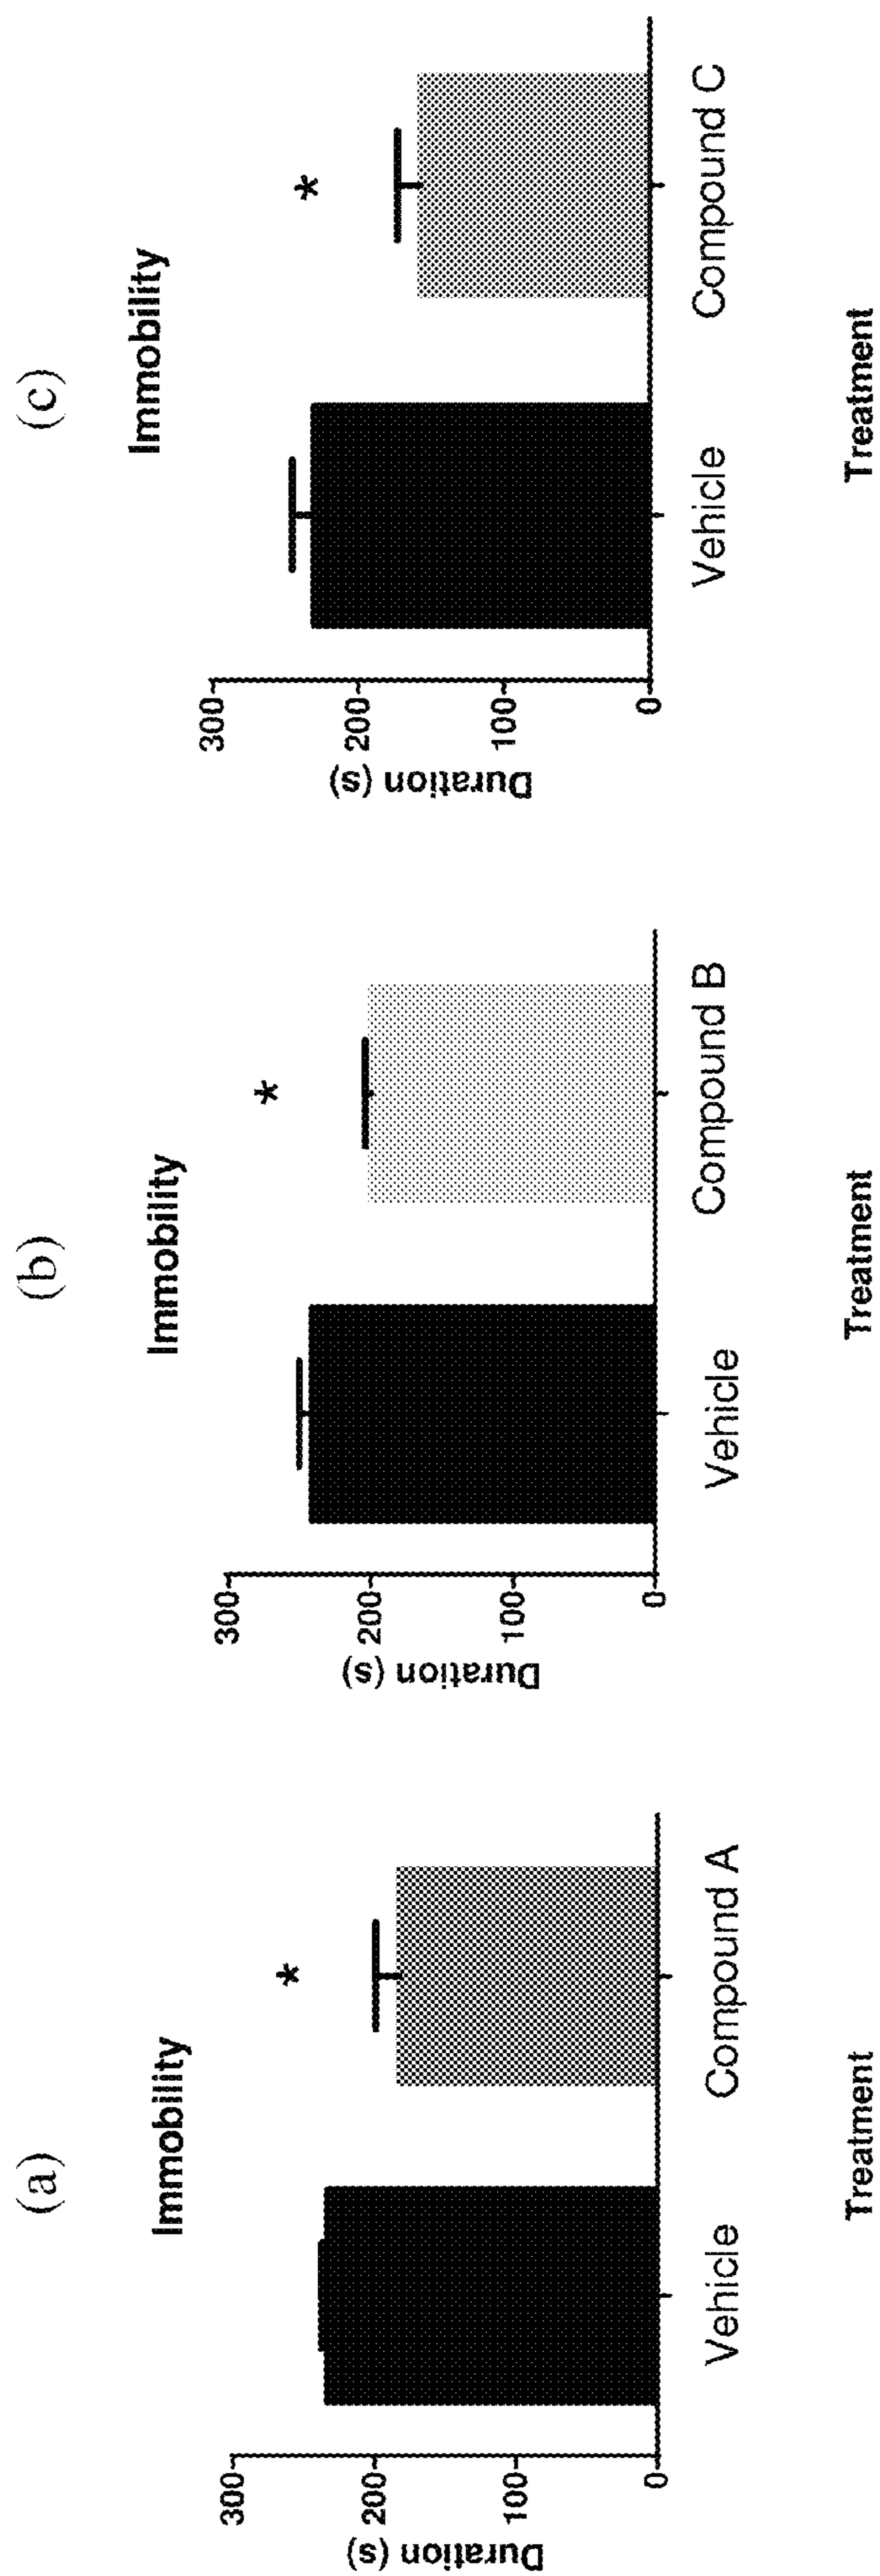 (a)
Immobility
Duration (s)
300
200
100
0
*
Vehicle
Compound A
Treatment
(b)
Immobility
Duration (s)
300
200
100
0
*
Vehicle
Compound B
Treatment
(c)
Immobility
Duration (s)
300
200
100
0
*
Vehicle
Compound C
Treatment